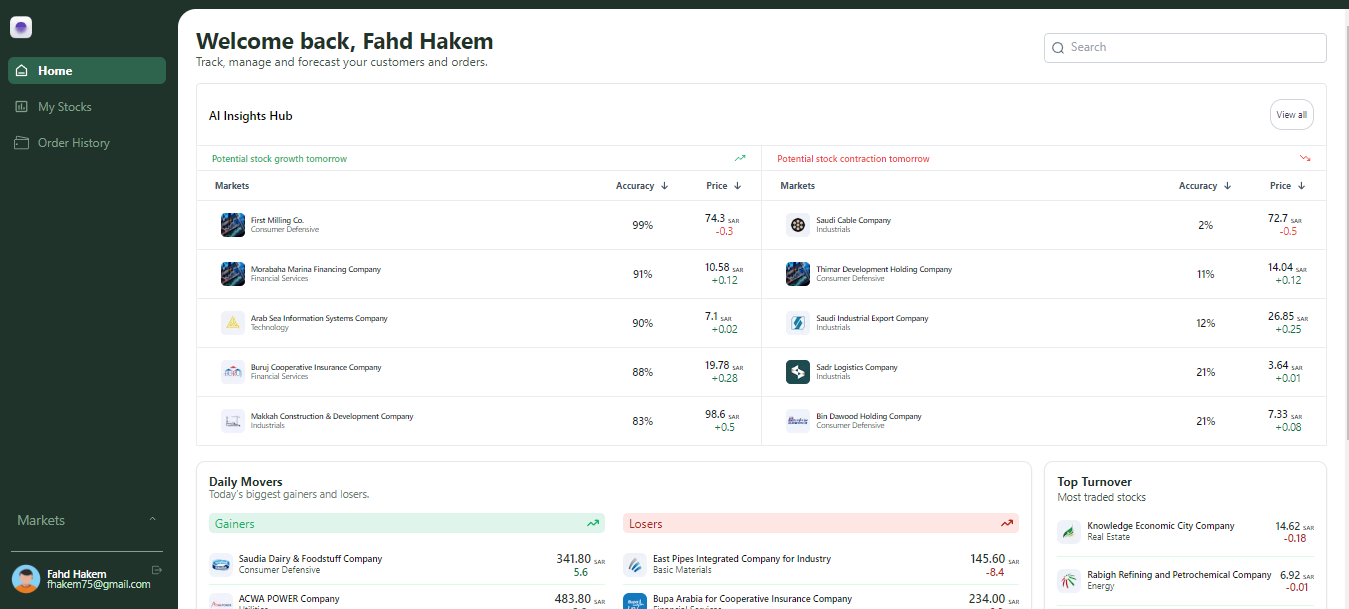 Welcome back, Fahd Hakem
Track, manage and forecast your customers and orders.
Search
Home
My Stocks
Order History
AI Insights Hub
View all
Potential stock growth tomorrow
Markets Accuracy Price
First Milling Co. 99% 74.3 SAR
Consumer Defensive -0.3
Morabaha Marina Financing Company 91% 10.58 SAR
Financial Services +0.12
Arab Sea Information Systems Company 90% 7.1 SAR
Technology +0.02
Buruj Cooperative Insurance Company 88% 19.78 SAR
Financial Services +0.28
Makkah Construction & Development Company 83% 98.6 SAR
Industrials +0.5
Potential stock contraction tomorrow
Markets Accuracy Price
Saudi Cable Company 2% 72.7 SAR
Industrials -0.5
Thimar Development Holding Company 11% 14.04 SAR
Consumer Defensive +0.12
Saudi Industrial Export Company 12% 26.85 SAR
Industrials +0.25
Sadr Logistics Company 21% 3.64 SAR
Industrials +0.01
Bin Dawood Holding Company 21% 7.33 SAR
Consumer Defensive +0.08
Daily Movers
Today's biggest gainers and losers.
Gainers
Saudia Dairy & Foodstuff Company 341.80 SAR
Consumer Defensive 5.6
ACWA POWER Company 483.80 SAR
Losers
East Pipes Integrated Company for Industry 145.60 SAR
Basic Materials -8.4
Bupa Arabia for Cooperative Insurance Company 234.00 SAR
Top Turnover
Most traded stocks
Knowledge Economic City Company 14.62 SAR
Real Estate -0.18
Rabigh Refining and Petrochemical Company 6.92 SAR
Energy -0.01
Markets
Fahd Hakem
fhakem75@gmail.com